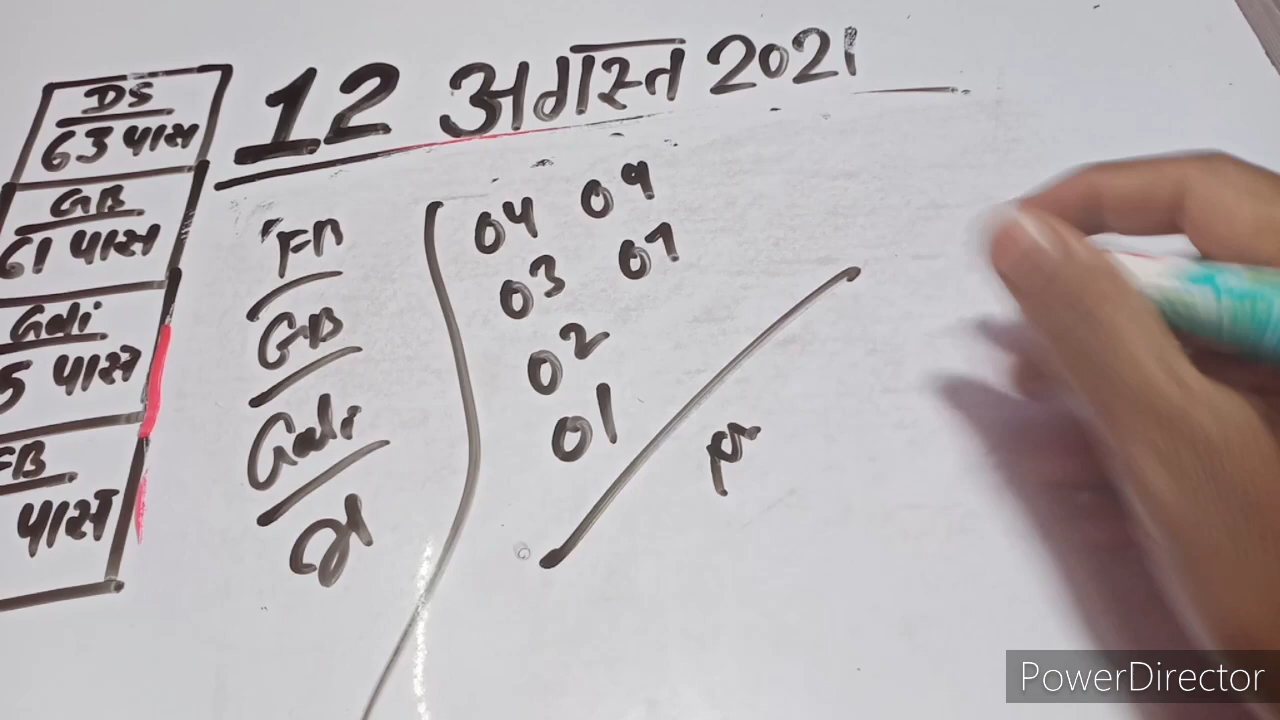 12 अगस्त 2021
DS
63 पास
GB
61 पास
Gali
5 पास
FB
पास
FB
GB
Gali
04 09
03 07
02
01
PowerDirector